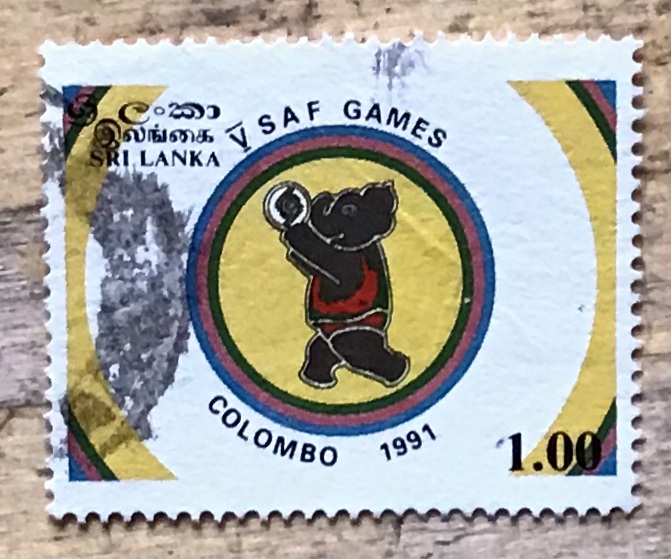 ශ්‍රී ලංකා
இலங்கை
SRI LANKA
V SAF GAMES
COLOMBO 1991
1.00